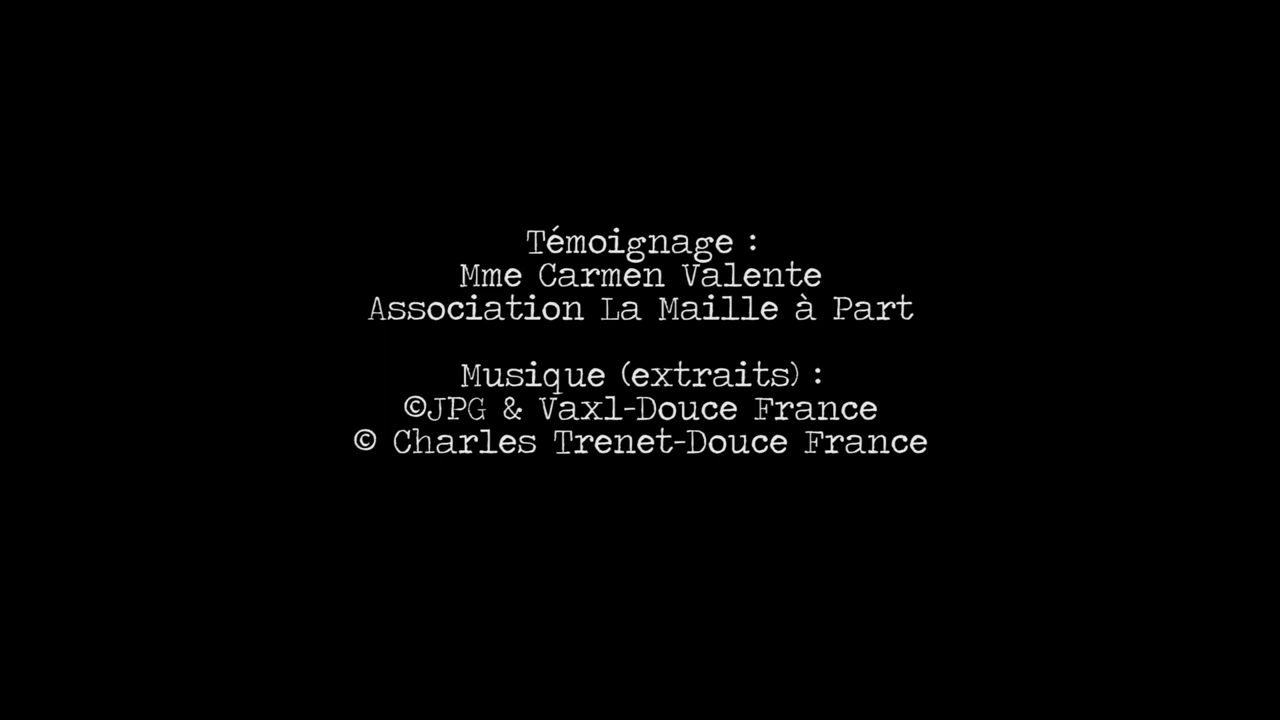 Témoignage :
Mme Carmen Valente
Association La Maille à Part
Musique (extraits) :
©JPG & Vaxl-Douce France
© Charles Trenet-Douce France